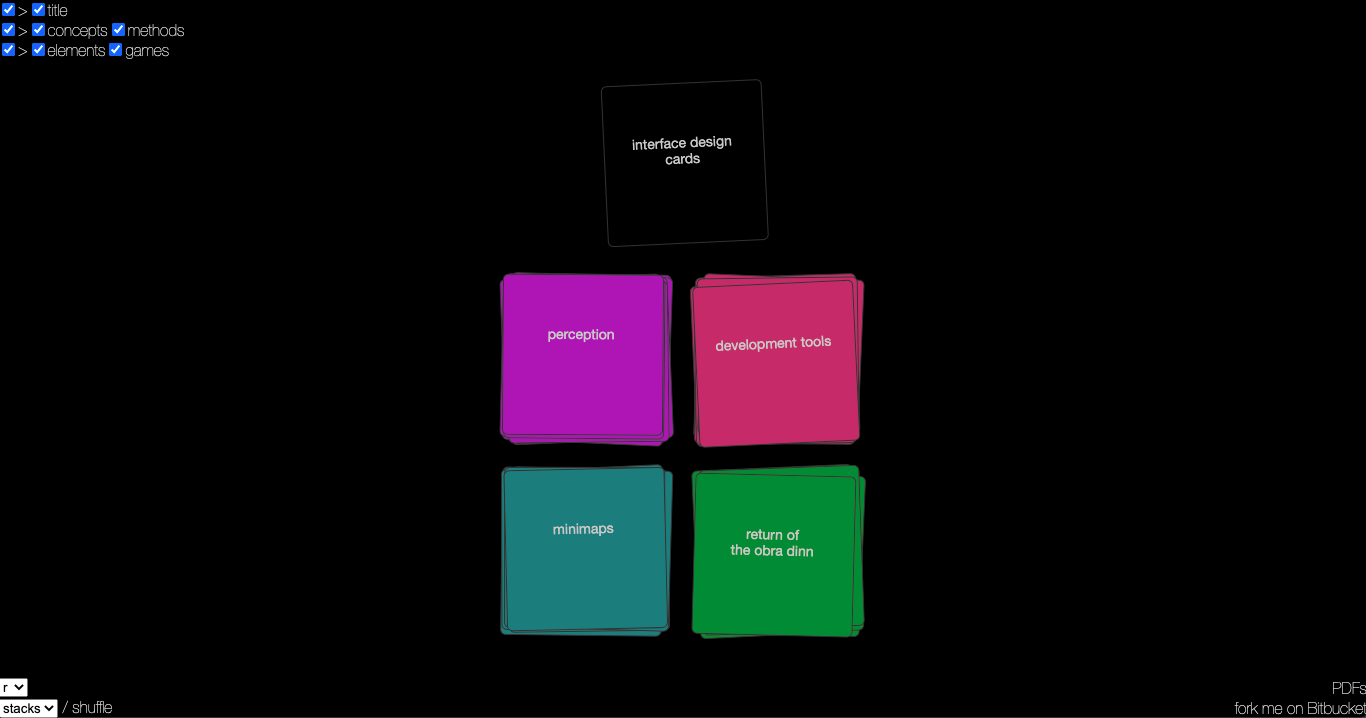 > title
> concepts methods
> elements games
interface design
cards
perception
development tools
minimaps
return of
the obra dinn
r
stacks / shuffle
PDFs
fork me on Bitbucket